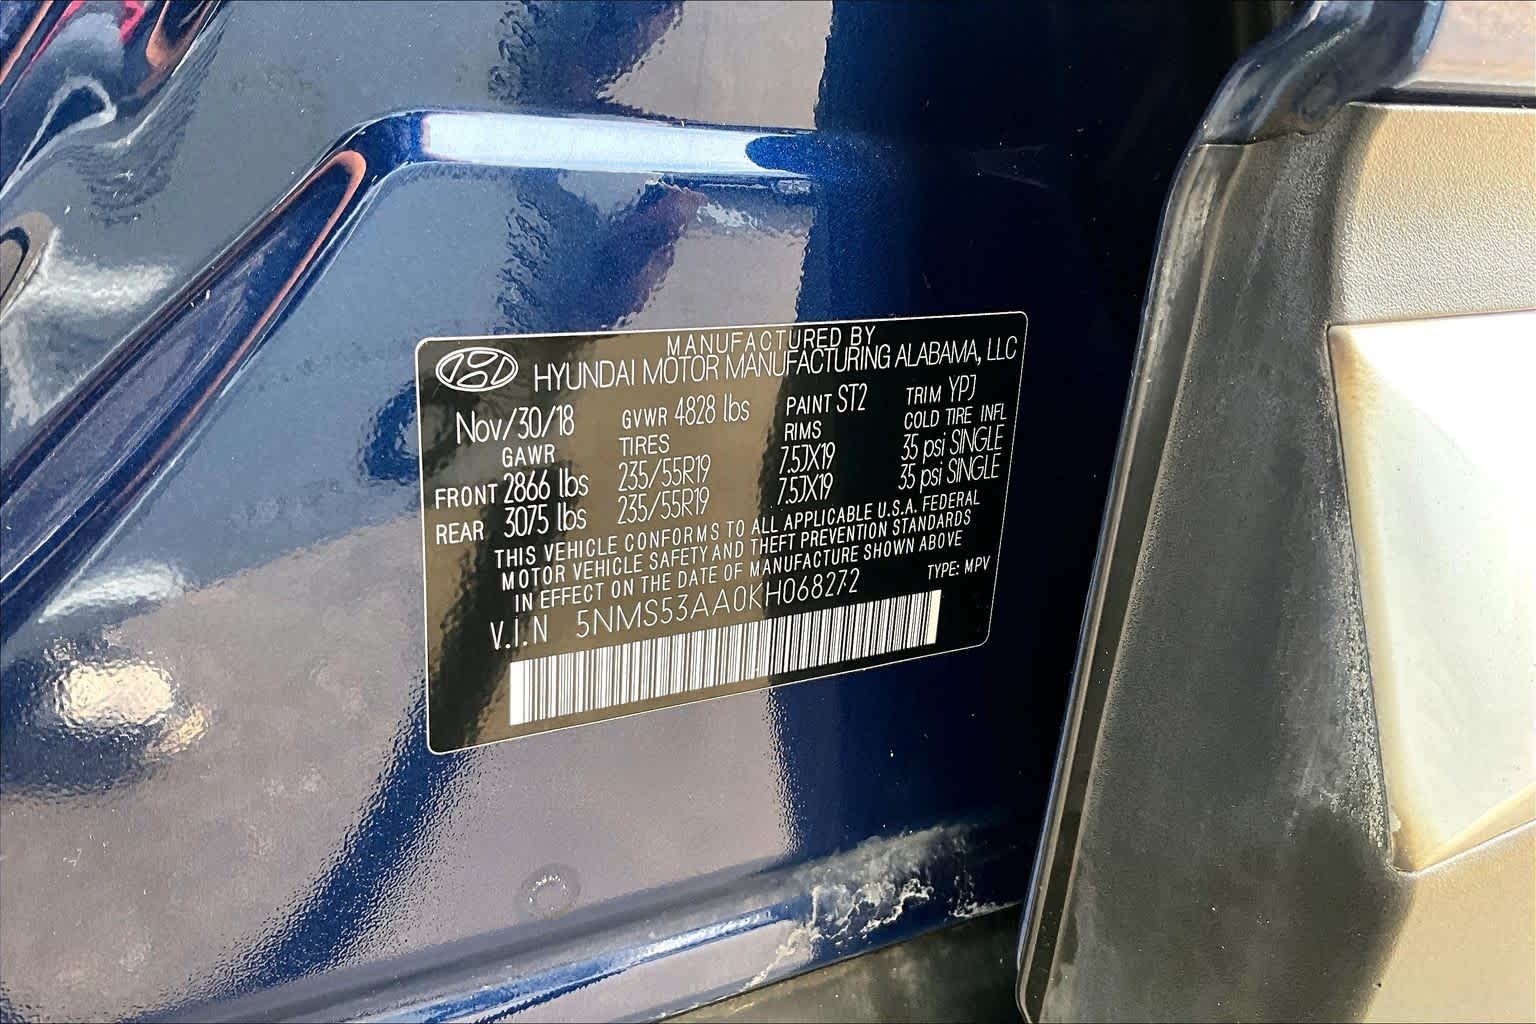 MANUFACTURED BY
HYUNDAI MOTOR MANUFACTURING ALABAMA, LLC
Nov/30/18 GVWR 4828 lbs PAINT ST2 TRIM YPJ
GAWR TIRES RIMS COLD TIRE INFL
FRONT 2866 lbs 235/55R19 7.5JX19 35 psi SINGLE
REAR 3075 lbs 235/55R19 7.5JX19 35 psi SINGLE
THIS VEHICLE CONFORMS TO ALL APPLICABLE U.S.A. FEDERAL
MOTOR VEHICLE SAFETY AND THEFT PREVENTION STANDARDS
IN EFFECT ON THE DATE OF MANUFACTURE SHOWN ABOVE
V.I.N 5NMS53AA0KH068272 TYPE: MPV